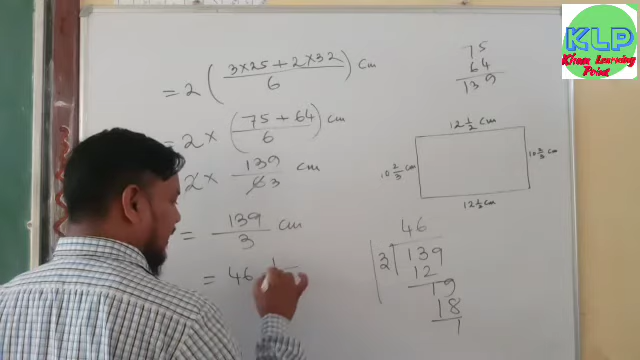 = 2 ( 3×25 + 2×32 / 6 ) cm
= 2 × ( 75 + 64 / 6 ) cm
2 × 139 / 6 3 cm
= 139 / 3 cm
= 46 1
75
64
139
12 1/2 cm
10 2/3 cm
10 2/3 cm
12 1/2 cm
46
3 139
12
19
18
1
KLP
Khan Learning
Point